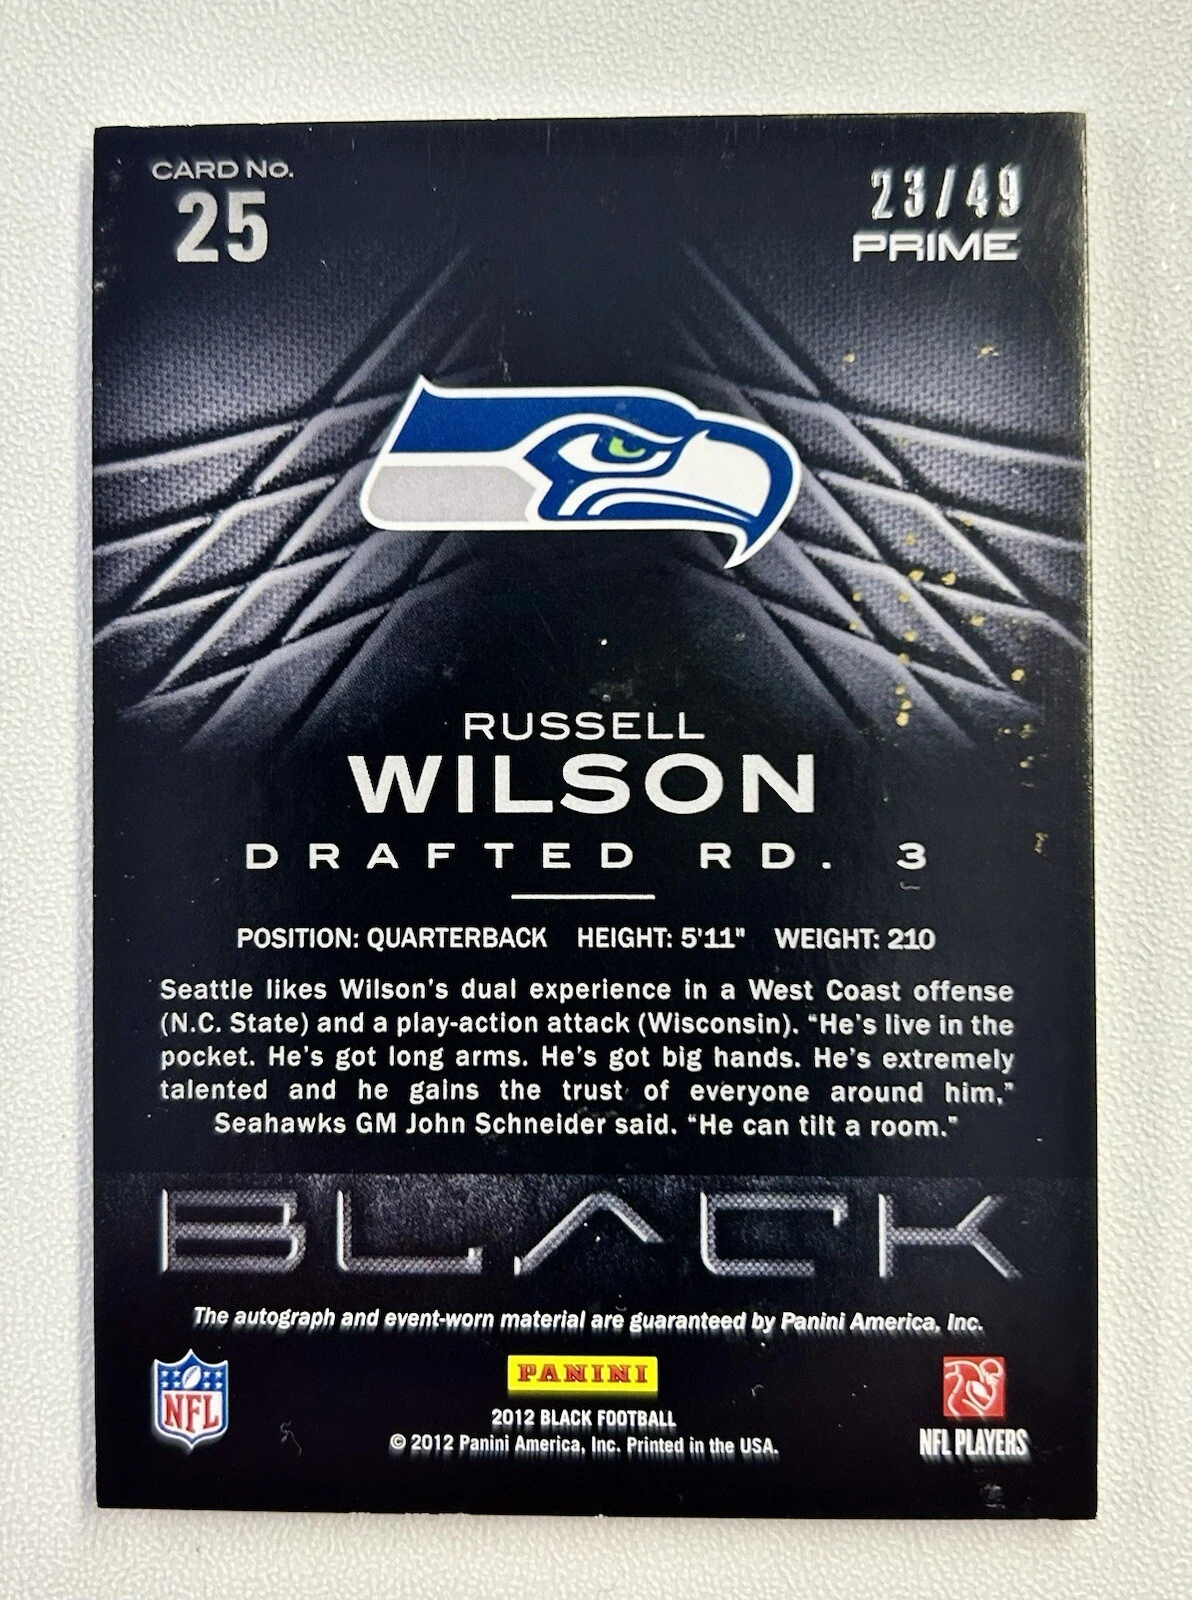 CARD No.
25
23/49
PRIME
RUSSELL
WILSON
DRAFTED RD. 3
POSITION: QUARTERBACK HEIGHT: 5'11" WEIGHT: 210
Seattle likes Wilson's dual experience in a West Coast offense
(N.C. State) and a play-action attack (Wisconsin). "He's live in the
pocket. He's got long arms. He's got big hands. He's extremely
talented and he gains the trust of everyone around him,"
Seahawks GM John Schneider said. "He can tilt a room."
BLACK
The autograph and event-worn material are guaranteed by Panini America, Inc.
NFL
PANINI
2012 BLACK FOOTBALL
© 2012 Panini America, Inc. Printed in the USA.
NFL PLAYERS